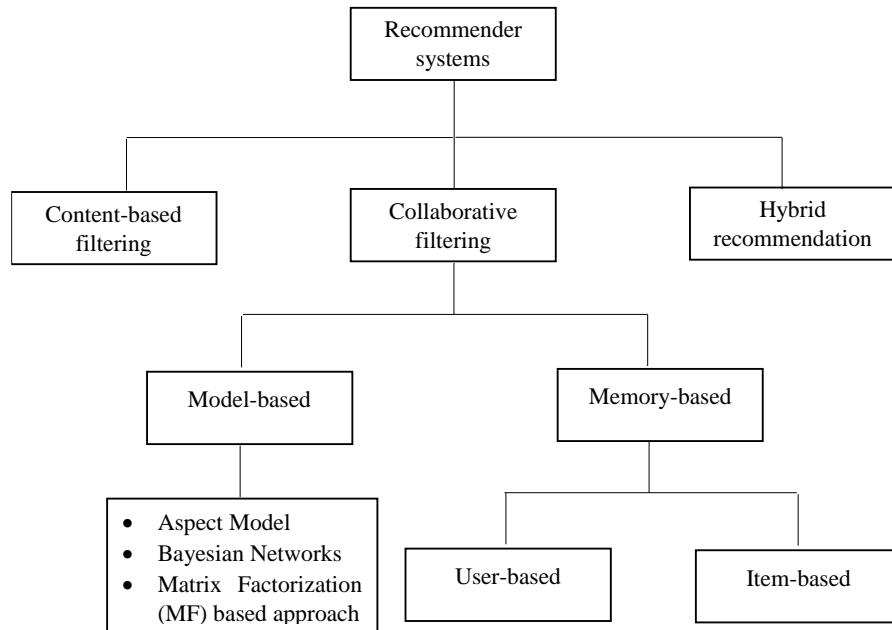 Recommender
systems
Content-based
filtering
Collaborative
filtering
Hybrid
recommendation
Model-based
Memory-based
• Aspect Model
• Bayesian Networks
• Matrix Factorization
(MF) based approach
User-based
Item-based